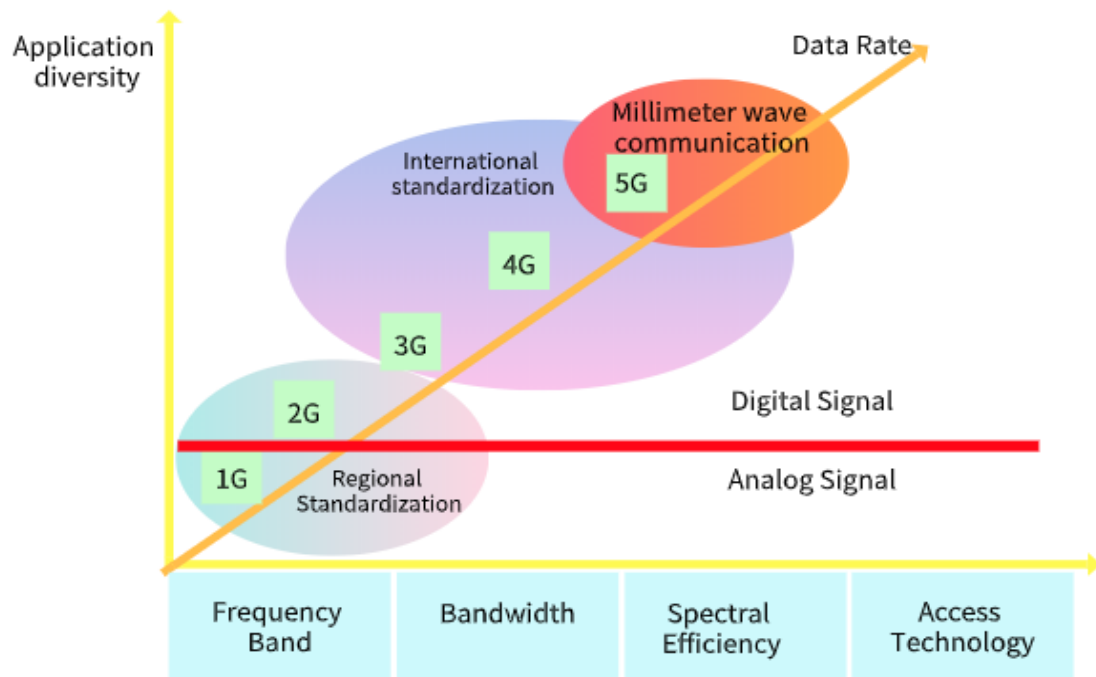 Application
diversity
Data Rate
Millimeter wave
communication
International
standardization
5G
4G
3G
2G
Digital Signal
1G
Regional
Standardization
Analog Signal
Frequency
Band
Bandwidth
Spectral
Efficiency
Access
Technology